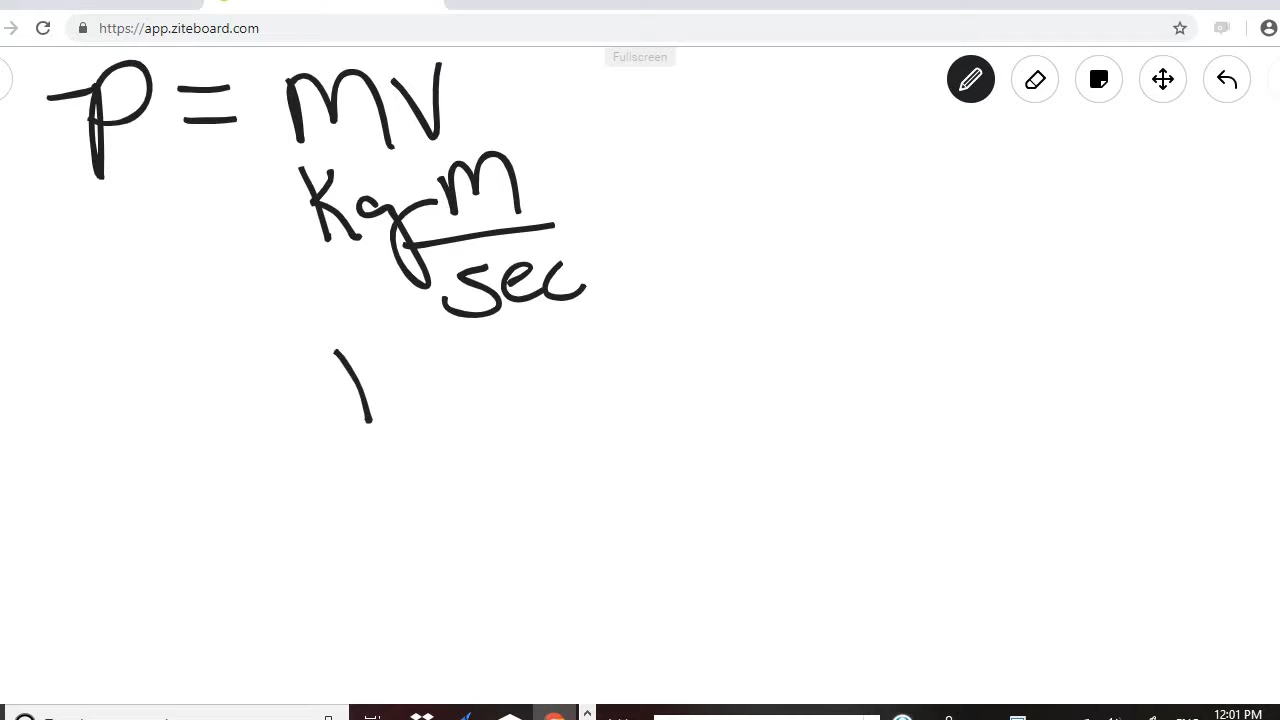 https://app.ziteboard.com
Fullscreen
p = mv
Kg m
sec
12:01 PM